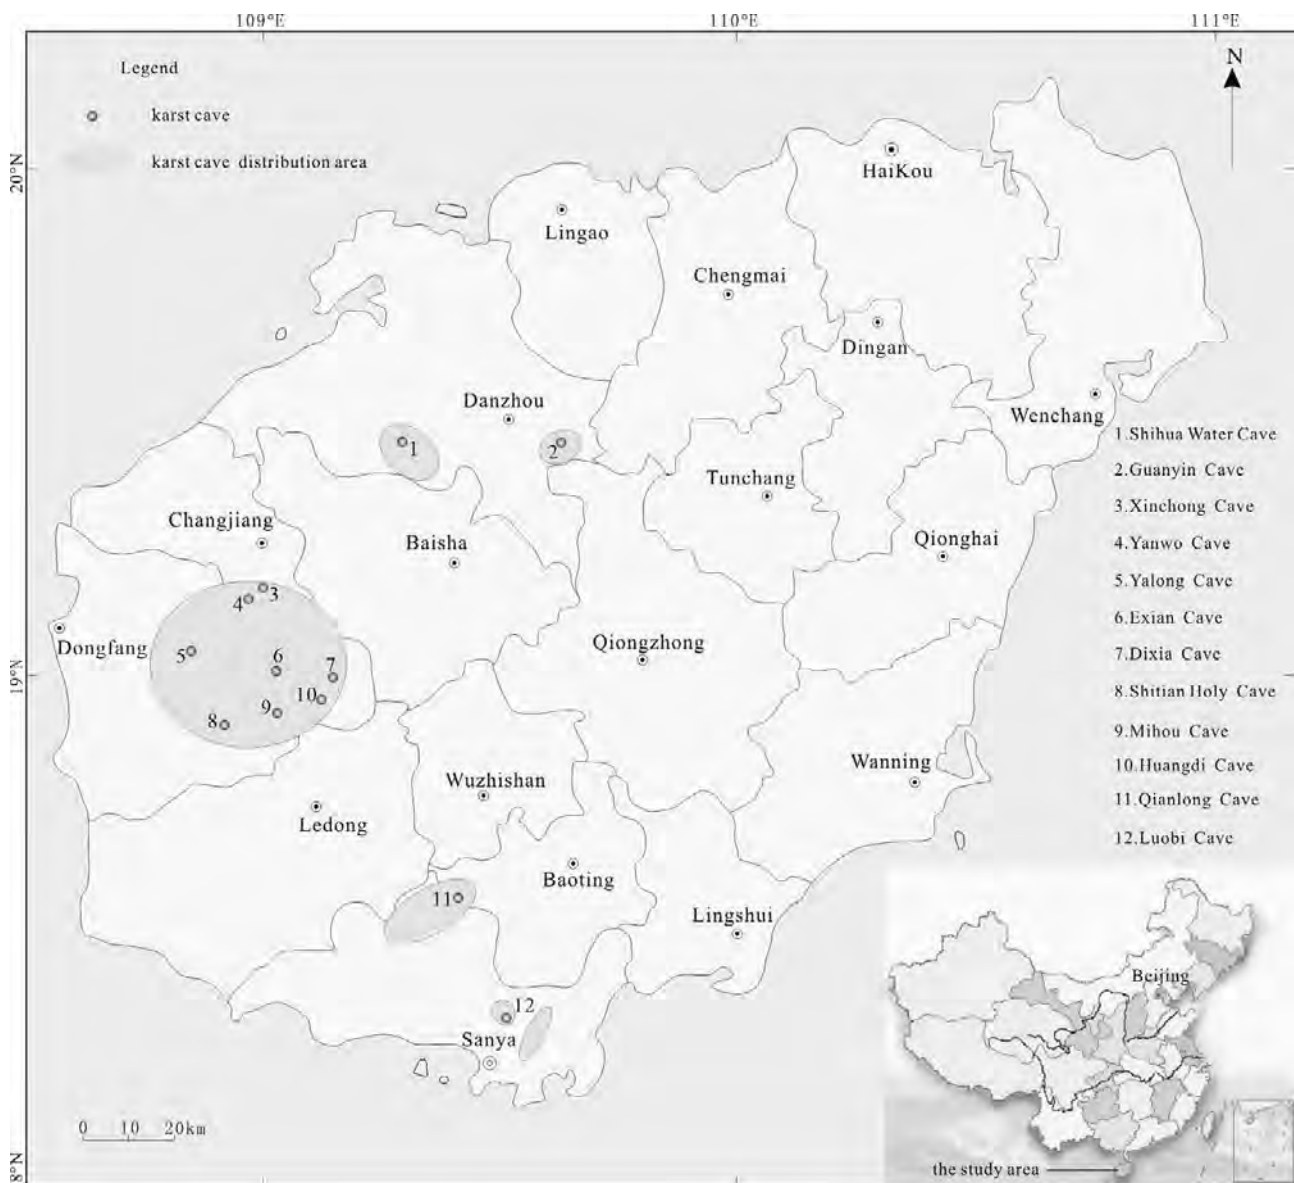 109°E 110°E 111°E
N
Legend
karst cave
karst cave distribution area
20°N
HaiKou
Lingao
Chengmai
Dingan
Danzhou
Wenchang
1
2
Tunchang
Changjiang
Baisha
Qionghai
3
4
Dongfang
5
6
7
Qiongzhong
19°N
10
9
8
Wanning
Wuzhishan
Ledong
Baoting
11
Lingshui
12
Sanya
1.Shihua Water Cave
2.Guanyin Cave
3.Xinchong Cave
4.Yanwo Cave
5.Yalong Cave
6.Exian Cave
7.Dixia Cave
8.Shitian Holy Cave
9.Mihou Cave
10.Huangdi Cave
11.Qianlong Cave
12.Luobi Cave
Beijing
0 10 20km
8°N
the study area